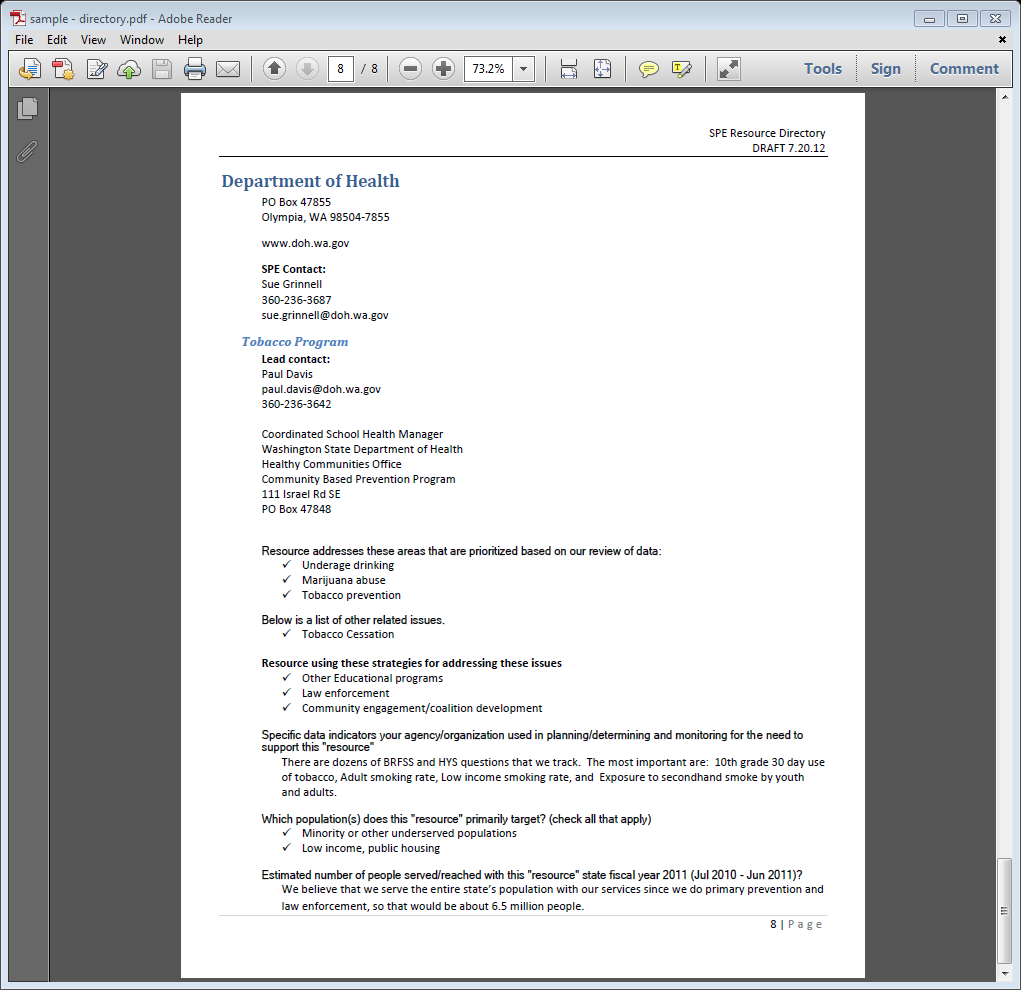 sample - directory.pdf - Adobe Reader
File Edit View Window Help
8 / 8 73.2% Tools Sign Comment
SPE Resource Directory
DRAFT 7.20.12
Department of Health
PO Box 47855
Olympia, WA 98504-7855
www.doh.wa.gov
SPE Contact:
Sue Grinnell
360-236-3687
sue.grinnell@doh.wa.gov
Tobacco Program
Lead contact:
Paul Davis
paul.davis@doh.wa.gov
360-236-3642
Coordinated School Health Manager
Washington State Department of Health
Healthy Communities Office
Community Based Prevention Program
111 Israel Rd SE
PO Box 47848
Resource addresses these areas that are prioritized based on our review of data:
✓ Underage drinking
✓ Marijuana abuse
✓ Tobacco prevention
Below is a list of other related issues.
✓ Tobacco Cessation
Resource using these strategies for addressing these issues
✓ Other Educational programs
✓ Law enforcement
✓ Community engagement/coalition development
Specific data indicators your agency/organization used in planning/determining and monitoring for the need to
support this "resource"
There are dozens of BRFSS and HYS questions that we track. The most important are: 10th grade 30 day use
of tobacco, Adult smoking rate, Low income smoking rate, and Exposure to secondhand smoke by youth
and adults.
Which population(s) does this "resource" primarily target? (check all that apply)
✓ Minority or other underserved populations
✓ Low income, public housing
Estimated number of people served/reached with this "resource" state fiscal year 2011 (Jul 2010 - Jun 2011)?
We believe that we serve the entire state's population with our services since we do primary prevention and
law enforcement, so that would be about 6.5 million people.
8 | Page